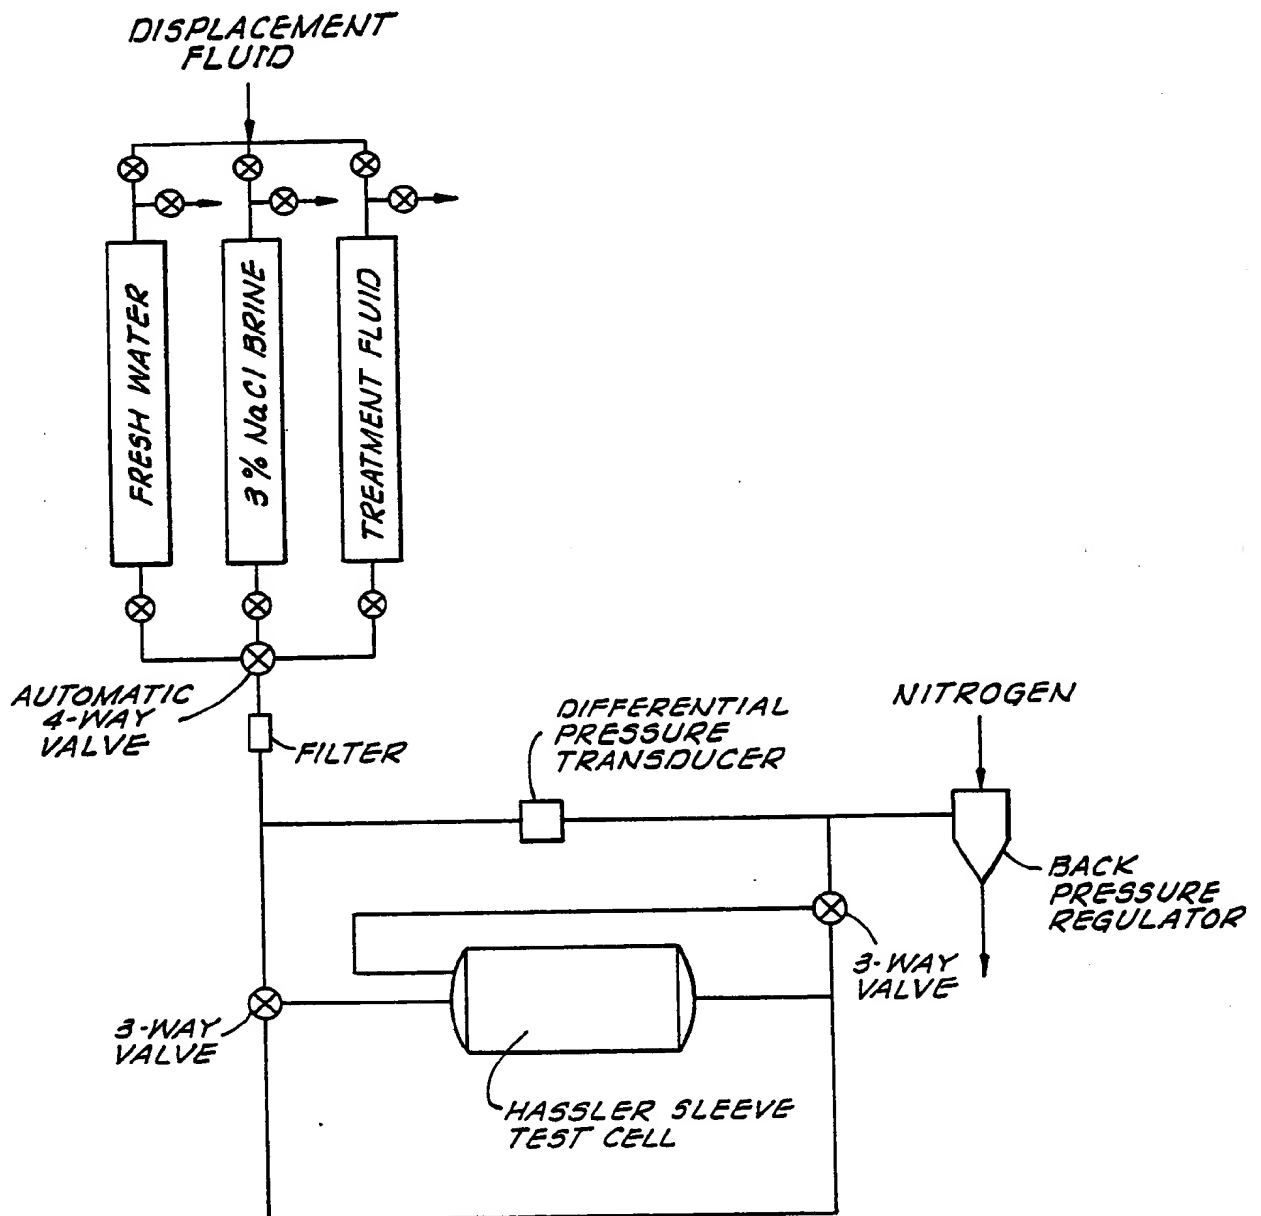 DISPLACEMENT
FLUID
FRESH WATER
3% NaCl BRINE
TREATMENT FLUID
AUTOMATIC
4-WAY
VALVE
FILTER
DIFFERENTIAL
PRESSURE
TRANSDUCER
NITROGEN
BACK
PRESSURE
REGULATOR
3-WAY
VALVE
3-WAY
VALVE
HASSLER SLEEVE
TEST CELL